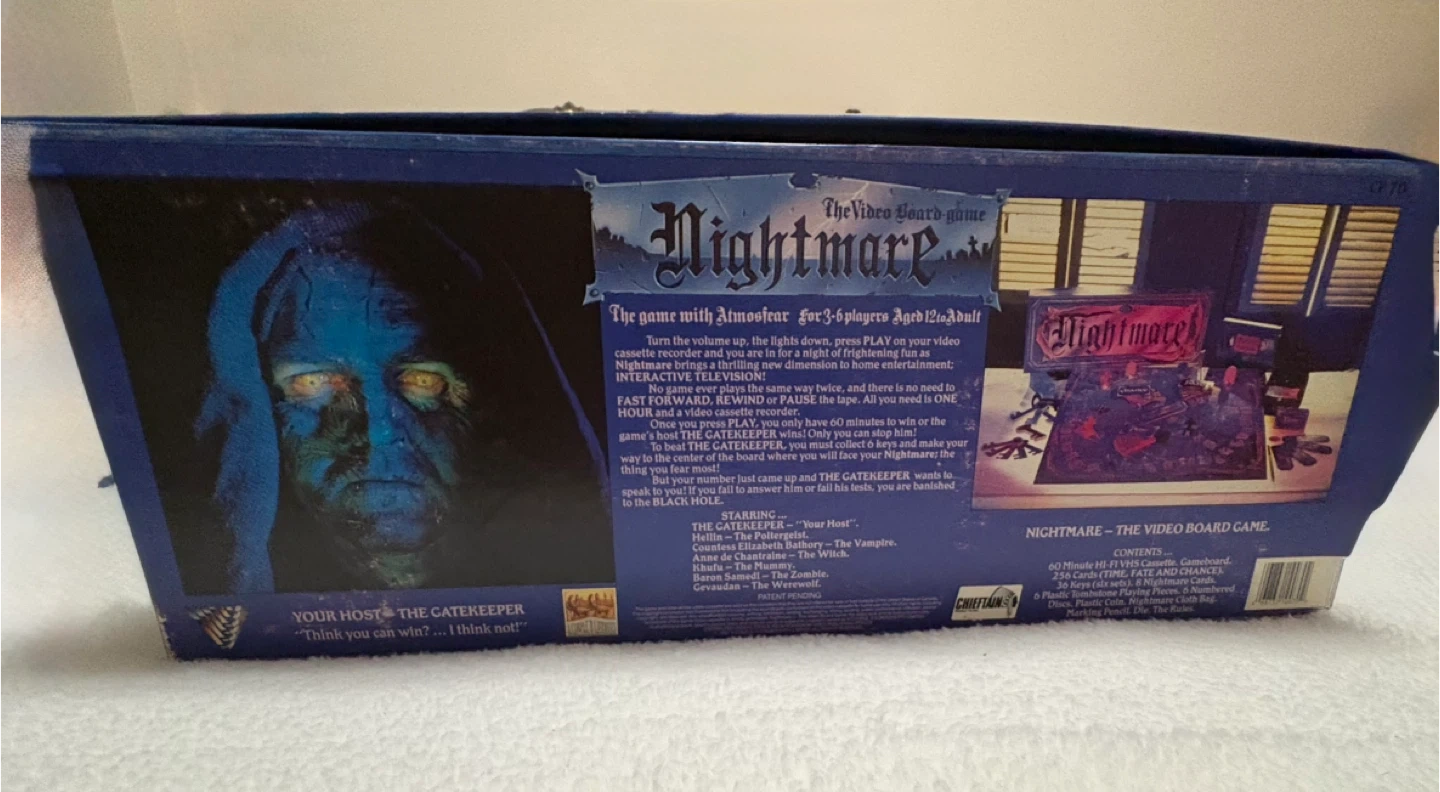 CP 70
The Video Board-game
Nightmare
The game with Atmosfear For 3-6 players Aged 12 to Adult
Turn the volume up, the lights down, press PLAY on your video
cassette recorder and you are in for a night of frightening fun as
Nightmare brings a thrilling new dimension to home entertainment;
INTERACTIVE TELEVISION!
No game ever plays the same way twice, and there is no need to
FAST FORWARD, REWIND or PAUSE the tape. All you need is ONE
HOUR and a video cassette recorder.
Once you press PLAY, you only have 60 minutes to win or the
game's host THE GATEKEEPER wins! Only you can stop him!
To beat THE GATEKEEPER, you must collect 6 keys and make your
way to the center of the board where you will face your Nightmare; the
thing you fear most!
But your number just came up and THE GATEKEEPER wants to
speak to you! If you fail to answer him or fail his tests, you are banished
to the BLACK HOLE.
STARRING ...
THE GATEKEEPER – "Your Host".
Hellin – The Poltergeist.
Countess Elizabeth Bathory – The Vampire.
Anne de Chantraine – The Witch.
Khufu – The Mummy.
Baron Samedi – The Zombie.
Gevaudan – The Werewolf.
PATENT PENDING
YOUR HOST – THE GATEKEEPER
"Think you can win? ... I think not!"
CHIEFTAIN
Nightmare
NIGHTMARE – THE VIDEO BOARD GAME.
CONTENTS ...
60 Minute HI-FI VHS Cassette. Gameboard.
256 Cards (TIME, FATE AND CHANCE).
36 Keys (six sets). 8 Nightmare Cards.
6 Plastic Tombstone Playing Pieces. 6 Numbered
Discs. Plastic Coin. Nightmare Cloth Bag.
Marking Pencil. Die. The Rules.